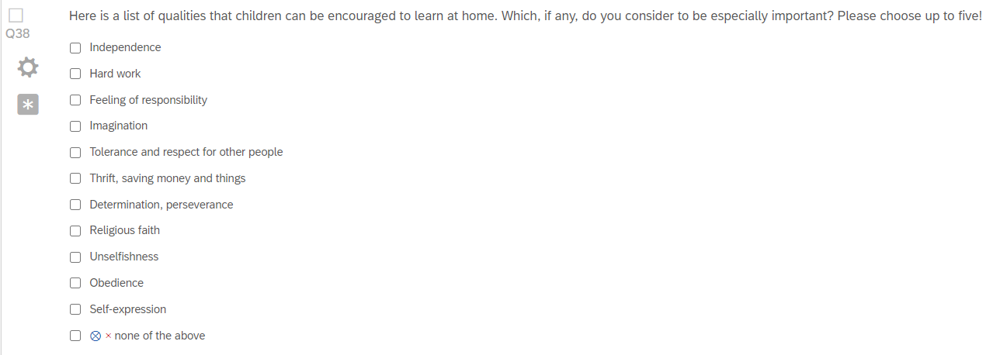 Here is a list of qualities that children can be encouraged to learn at home. Which, if any, do you consider to be especially important? Please choose up to five!
Q38
Independence
Hard work
Feeling of responsibility
Imagination
Tolerance and respect for other people
Thrift, saving money and things
Determination, perseverance
Religious faith
Unselfishness
Obedience
Self-expression
× none of the above